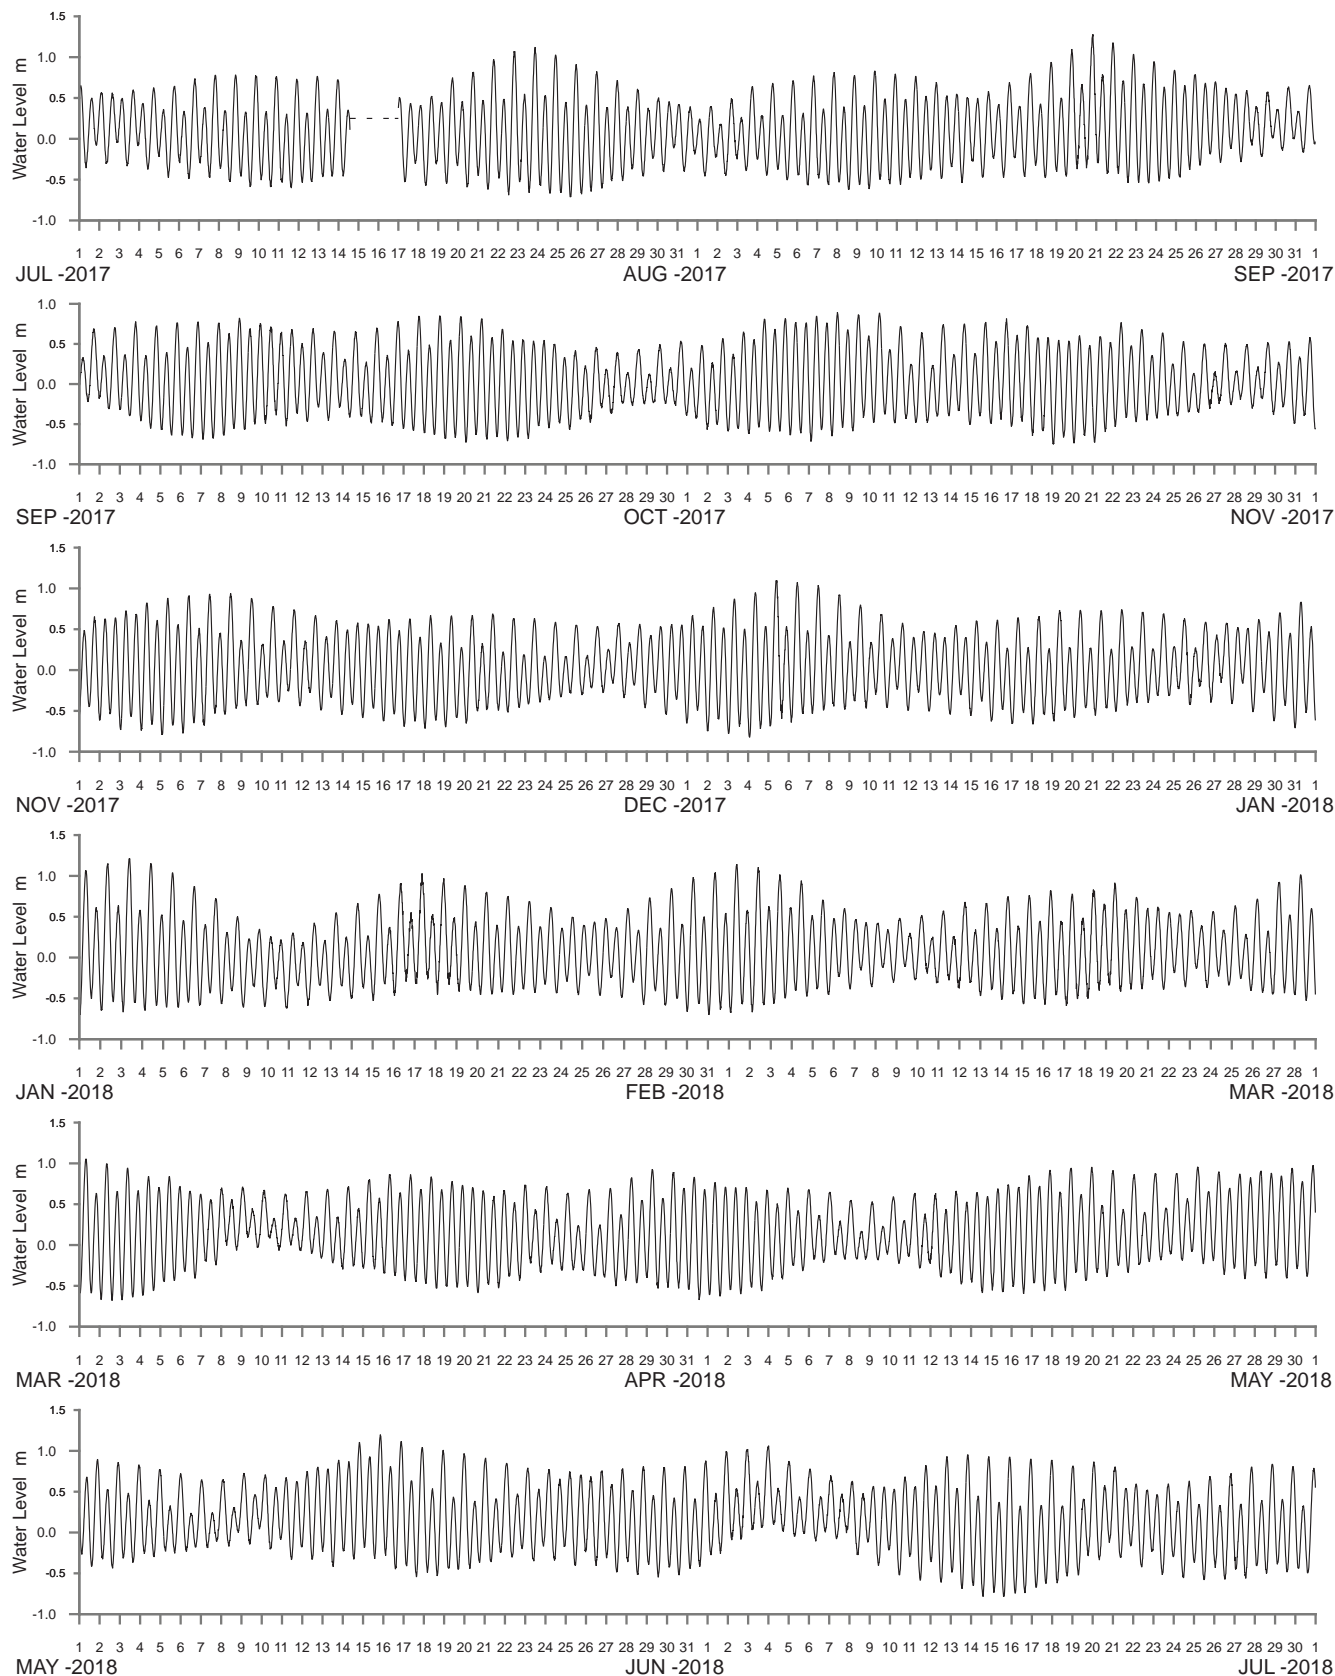 1.5
1.0
0.5
0.0
-0.5
-1.0
Water Level m
1 2 3 4 5 6 7 8 9 10 11 12 13 14 15 16 17 18 19 20 21 22 23 24 25 26 27 28 29 30 31 1 2 3 4 5 6 7 8 9 10 11 12 13 14 15 16 17 18 19 20 21 22 23 24 25 26 27 28 29 30 31 1
JUL -2017 AUG -2017 SEP -2017
1.0
0.5
0.0
-0.5
-1.0
Water Level m
1 2 3 4 5 6 7 8 9 10 11 12 13 14 15 16 17 18 19 20 21 22 23 24 25 26 27 28 29 30 1 2 3 4 5 6 7 8 9 10 11 12 13 14 15 16 17 18 19 20 21 22 23 24 25 26 27 28 29 30 31 1
SEP -2017 OCT -2017 NOV -2017
1.5
1.0
0.5
0.0
-0.5
-1.0
Water Level m
1 2 3 4 5 6 7 8 9 10 11 12 13 14 15 16 17 18 19 20 21 22 23 24 25 26 27 28 29 30 1 2 3 4 5 6 7 8 9 10 11 12 13 14 15 16 17 18 19 20 21 22 23 24 25 26 27 28 29 30 31 1
NOV -2017 DEC -2017 JAN -2018
1.5
1.0
0.5
0.0
-0.5
-1.0
Water Level m
1 2 3 4 5 6 7 8 9 10 11 12 13 14 15 16 17 18 19 20 21 22 23 24 25 26 27 28 29 30 31 1 2 3 4 5 6 7 8 9 10 11 12 13 14 15 16 17 18 19 20 21 22 23 24 25 26 27 28 1
JAN -2018 FEB -2018 MAR -2018
1.5
1.0
0.5
0.0
-0.5
-1.0
Water Level m
1 2 3 4 5 6 7 8 9 10 11 12 13 14 15 16 17 18 19 20 21 22 23 24 25 26 27 28 29 30 31 1 2 3 4 5 6 7 8 9 10 11 12 13 14 15 16 17 18 19 20 21 22 23 24 25 26 27 28 29 30 1
MAR -2018 APR -2018 MAY -2018
1.5
1.0
0.5
0.0
-0.5
-1.0
Water Level m
1 2 3 4 5 6 7 8 9 10 11 12 13 14 15 16 17 18 19 20 21 22 23 24 25 26 27 28 29 30 31 1 2 3 4 5 6 7 8 9 10 11 12 13 14 15 16 17 18 19 20 21 22 23 24 25 26 27 28 29 30 1
MAY -2018 JUN -2018 JUL -2018